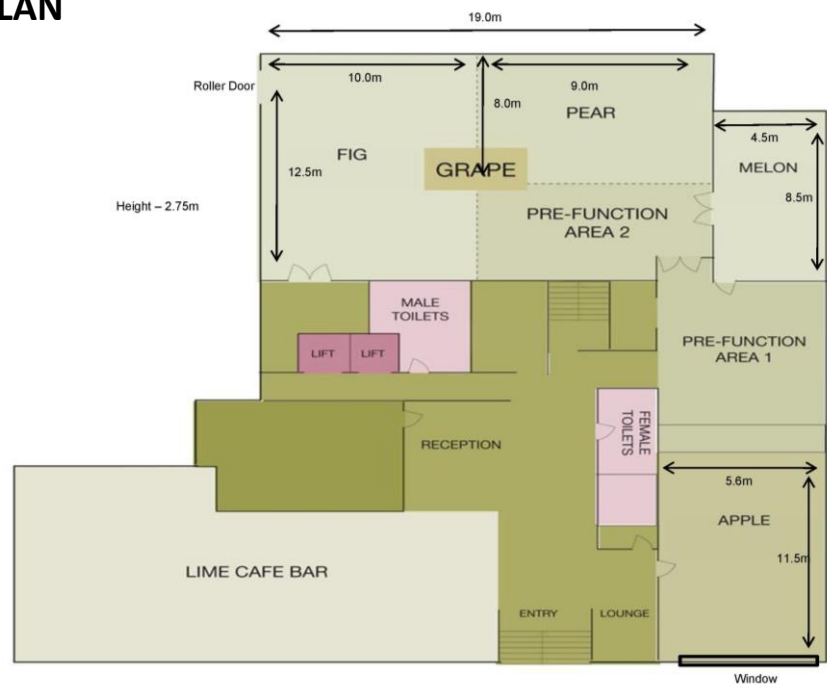 LAN
19.0m
Roller Door
10.0m
9.0m
8.0m
PEAR
4.5m
FIG
GRAPE
MELON
12.5m
8.5m
Height – 2.75m
PRE-FUNCTION
AREA 2
MALE
TOILETS
LIFT
LIFT
PRE-FUNCTION
AREA 1
RECEPTION
FEMALE
TOILETS
5.6m
APPLE
11.5m
LIME CAFE BAR
ENTRY
LOUNGE
Window